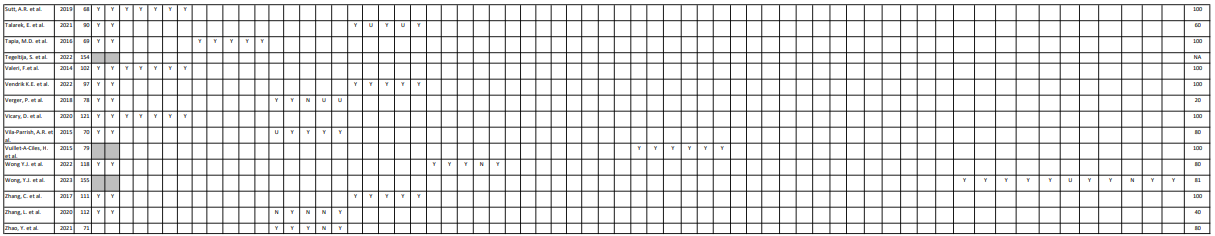 Sutt, A.R. et al. 2019 68 Y Y Y Y Y Y Y 100
Talarek, E. et al. 2021 90 Y Y Y U Y U Y 60
Tapia, M.D. et al. 2016 69 Y Y Y Y Y Y Y 100
Tegeltija, S. et al. 2022 154 NA
Valeri, F.et al. 2014 102 Y Y Y Y Y Y Y 100
Vendrik K.E. et al. 2022 97 Y Y Y Y Y Y Y 100
Verger, P. et al. 2018 78 Y Y Y Y N U U 20
Vicary, D. et al. 2020 121 Y Y Y Y Y Y Y 100
Vila-Parrish, A.R. et al. 2015 70 Y Y U Y Y Y Y 80
Vuillet-A-Ciles, H. et al. 2015 79 Y Y Y Y Y Y 100
Wong Y.J. et al. 2022 118 Y Y Y Y Y N Y 80
Wong, Y.J. et al. 2023 155 Y Y Y Y Y U Y Y N Y Y 81
Zhang, C. et al. 2017 111 Y Y Y Y Y Y Y 100
Zhang, L. et al. 2020 112 Y Y N Y N N Y 40
Zhao, Y. et al. 2021 71 Y Y Y N Y 80